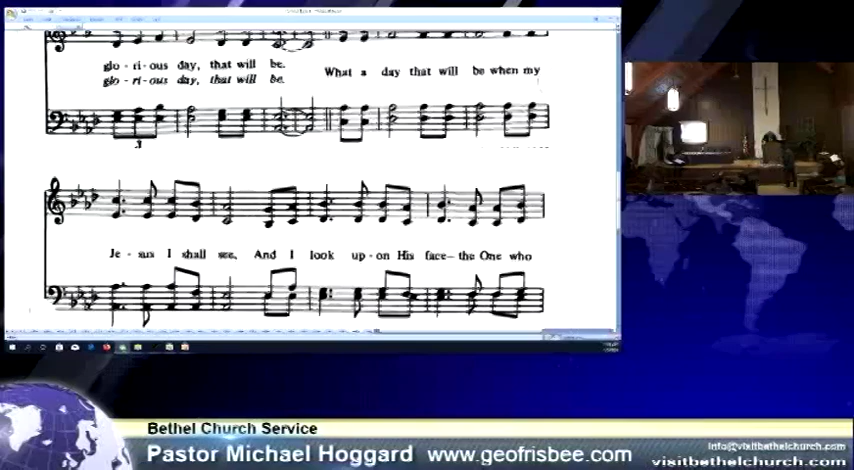 glo - ri - ous day, that will be. What a day that will be when my
glo - ri - ous day, that will be.
Je - sus I shall see, And I look up - on His face— the One who
Bethel Church Service
Pastor Michael Hoggard www.geofrisbee.com
info@visitbethelchurch.com
visitbethelchurch.com